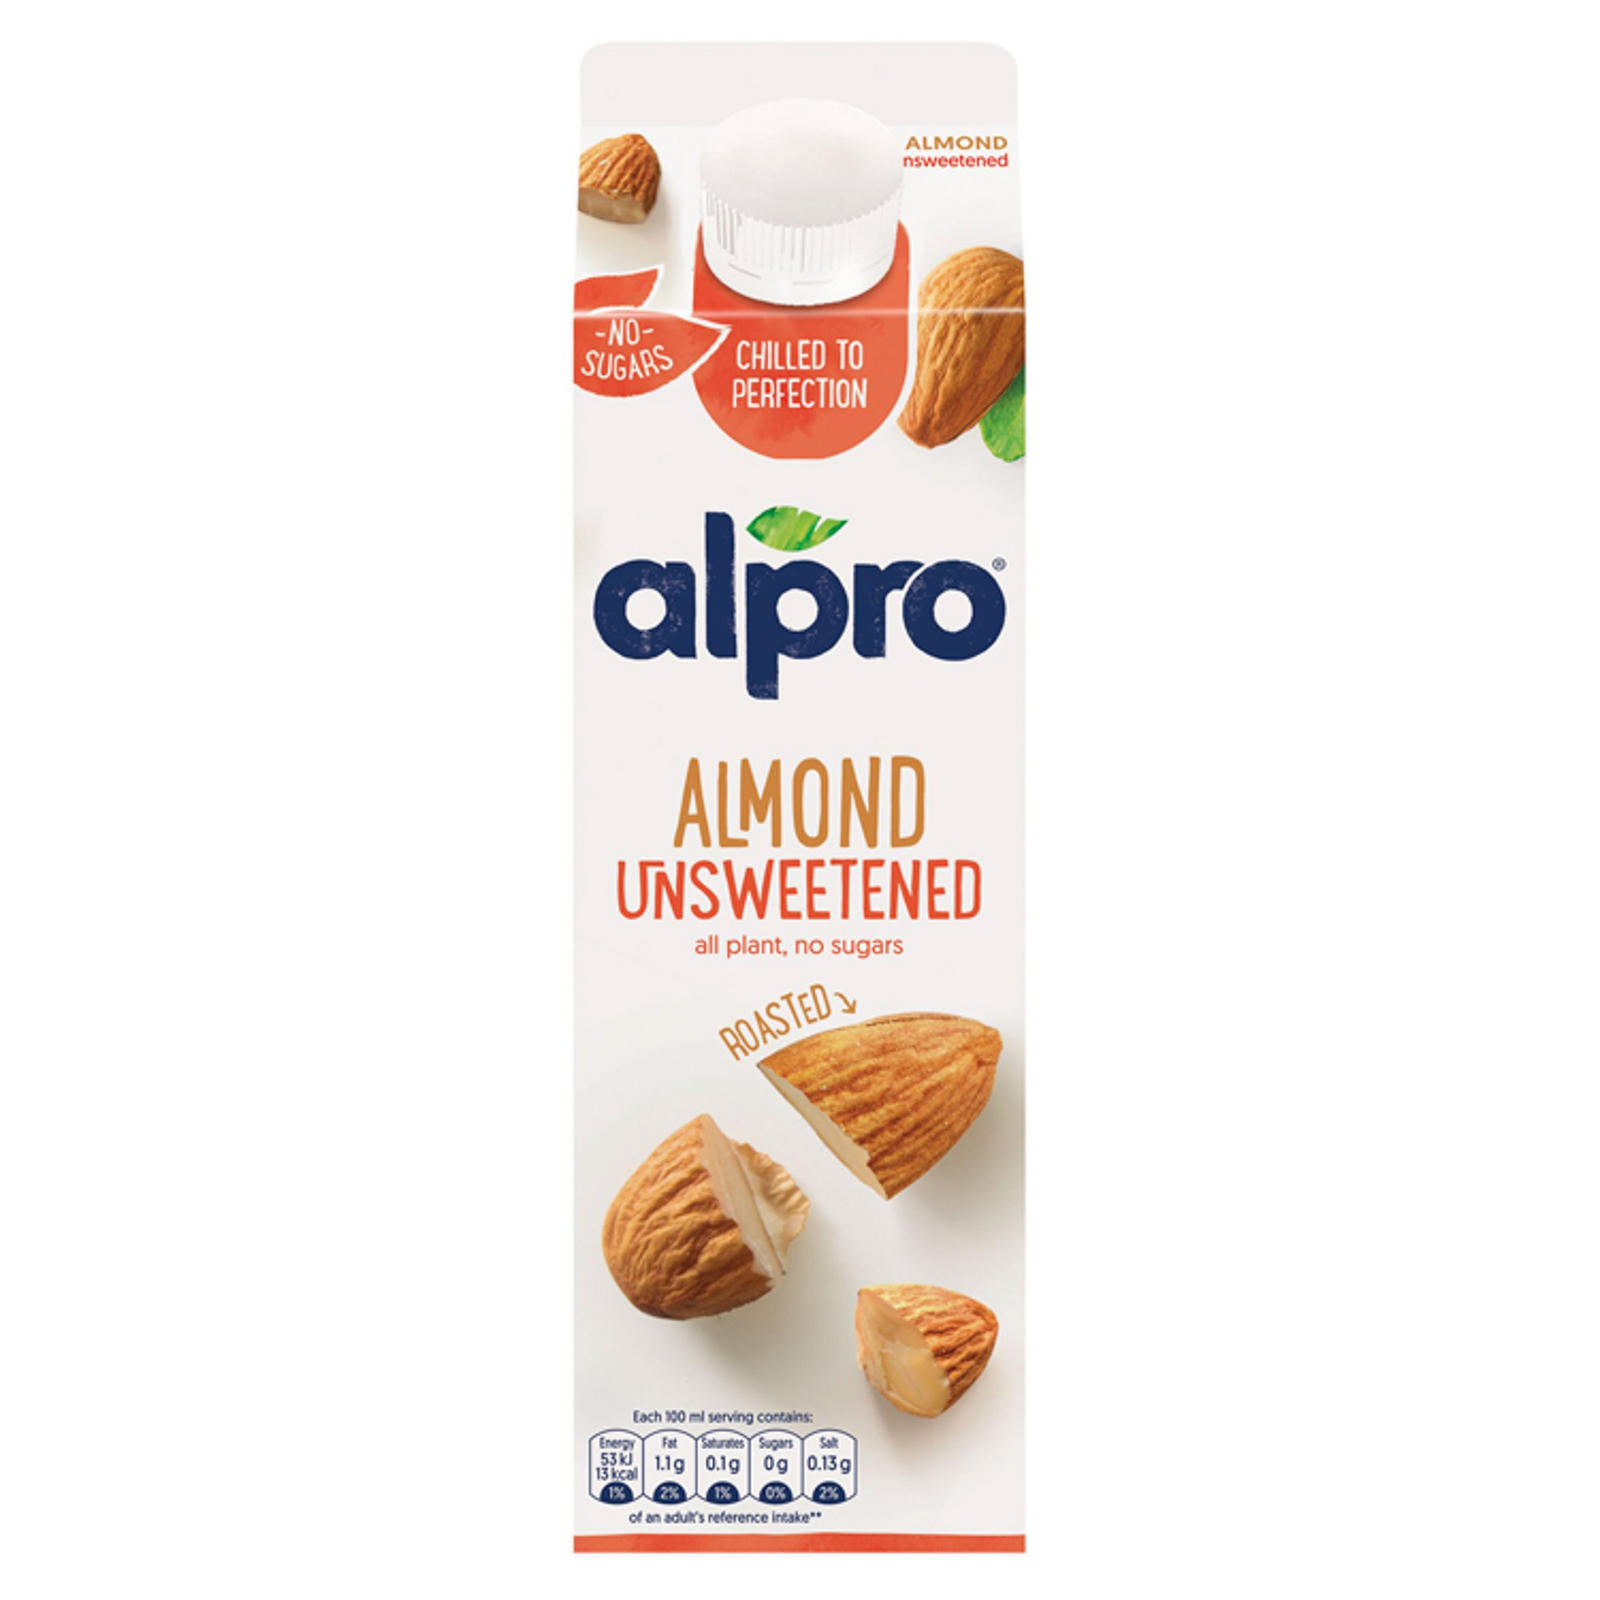 ALMOND
nsweetened
-NO-
SUGARS
CHILLED TO
PERFECTION
alpro®
ALMOND
UNSWEETENED
all plant, no sugars
ROASTED
Each 100 ml serving contains:
Energy Fat Saturates Sugars Salt
53 kJ
13 kcal 1.1g 0.1g 0g 0.13g
1% 2% 1% 0% 2%
of an adult's reference intake**